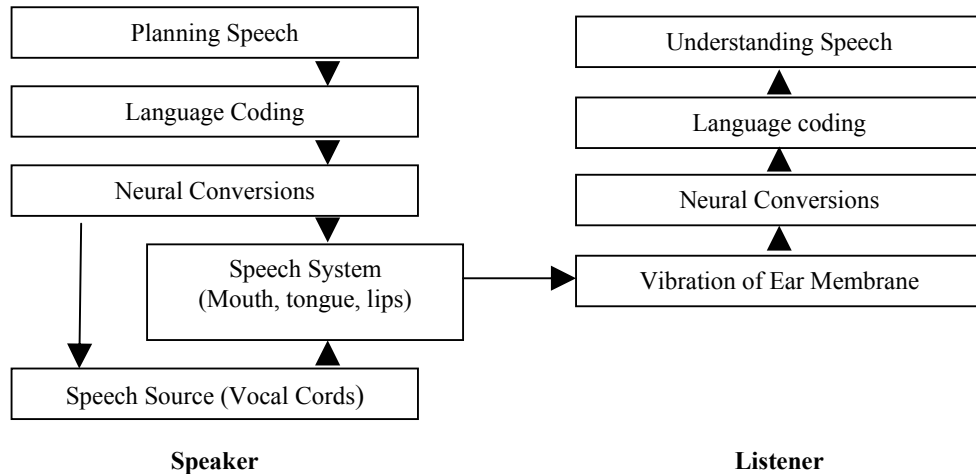 Planning Speech
Language Coding
Neural Conversions
Speech System
(Mouth, tongue, lips)
Speech Source (Vocal Cords)
Speaker
Understanding Speech
Language coding
Neural Conversions
Vibration of Ear Membrane
Listener